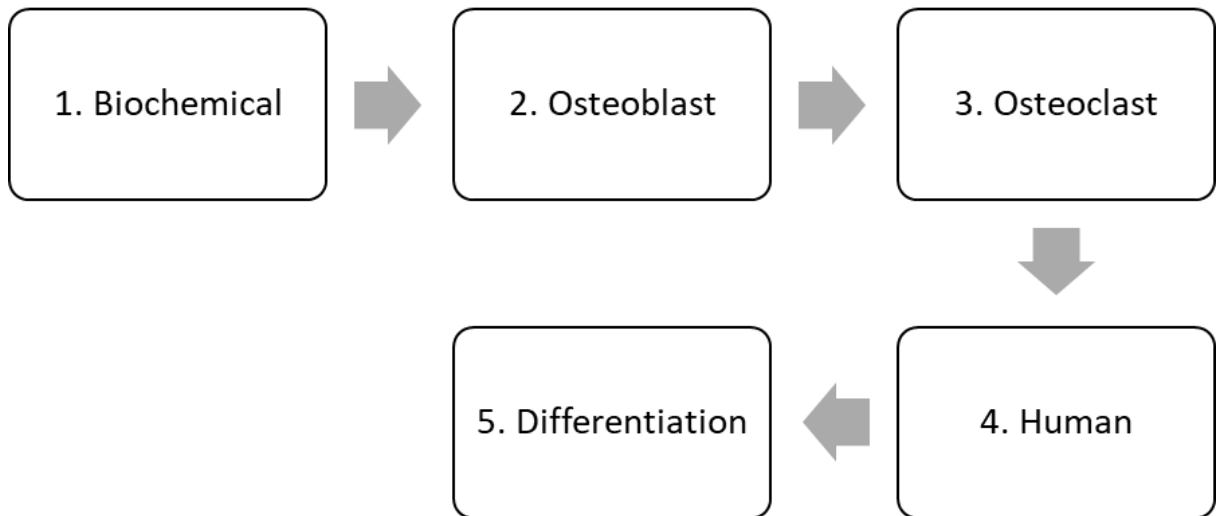 1. Biochemical
2. Osteoblast
3. Osteoclast
4. Human
5. Differentiation